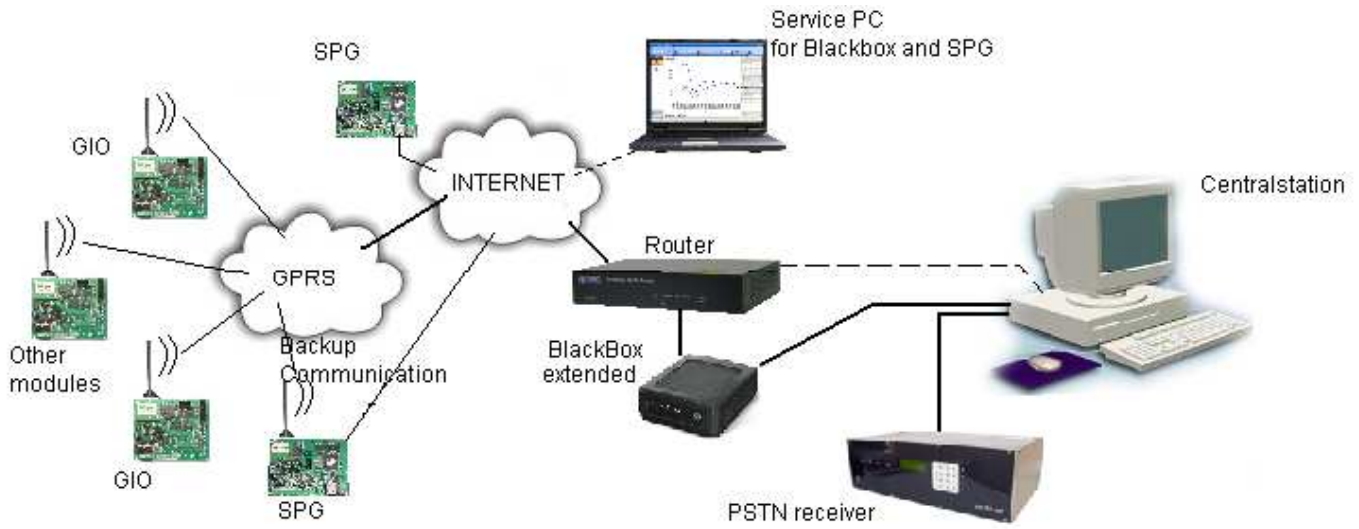 Service PC
for Blackbox and SPG
SPG
GIO
INTERNET
Centralstation
Router
GPRS
Other
modules
Backup
Communication
BlackBox
extended
GIO
SPG
PSTN receiver